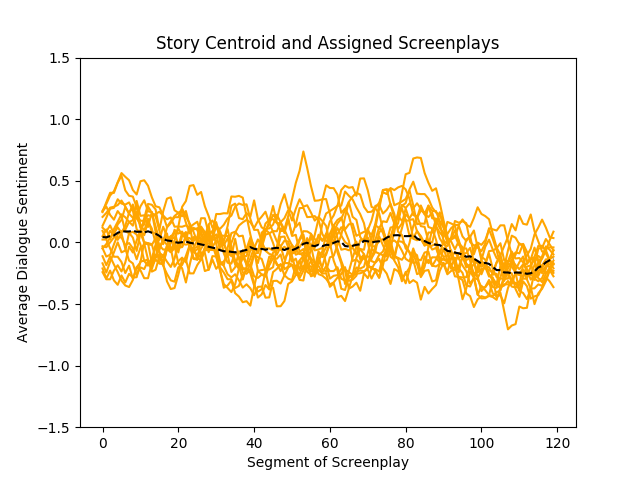 Story Centroid and Assigned Screenplays
1.5
1.0
0.5
0.0
−0.5
−1.0
−1.5
Average Dialogue Sentiment
0 20 40 60 80 100 120
Segment of Screenplay